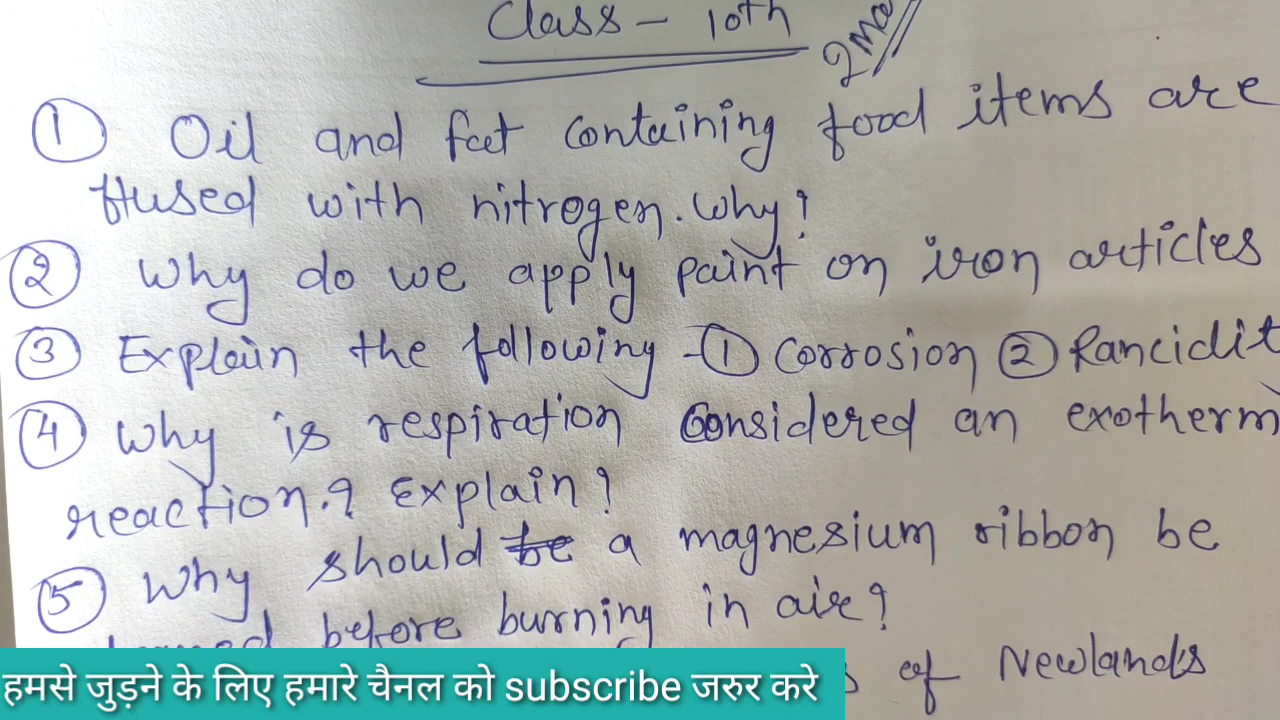 Class - 10th
① Oil and fat containing food items are
flused with nitrogen. Why?
② Why do we apply paint on iron articles
③ Explain the following -① Corrosion ② Rancidit
④ Why is respiration Considered an exotherm
reaction.? Explain?
⑤ Why should be a magnesium ribbon be
before burning in air?
of Newlands
हमसे जुड़ने के लिए हमारे चैनल को subscribe जरुर करे